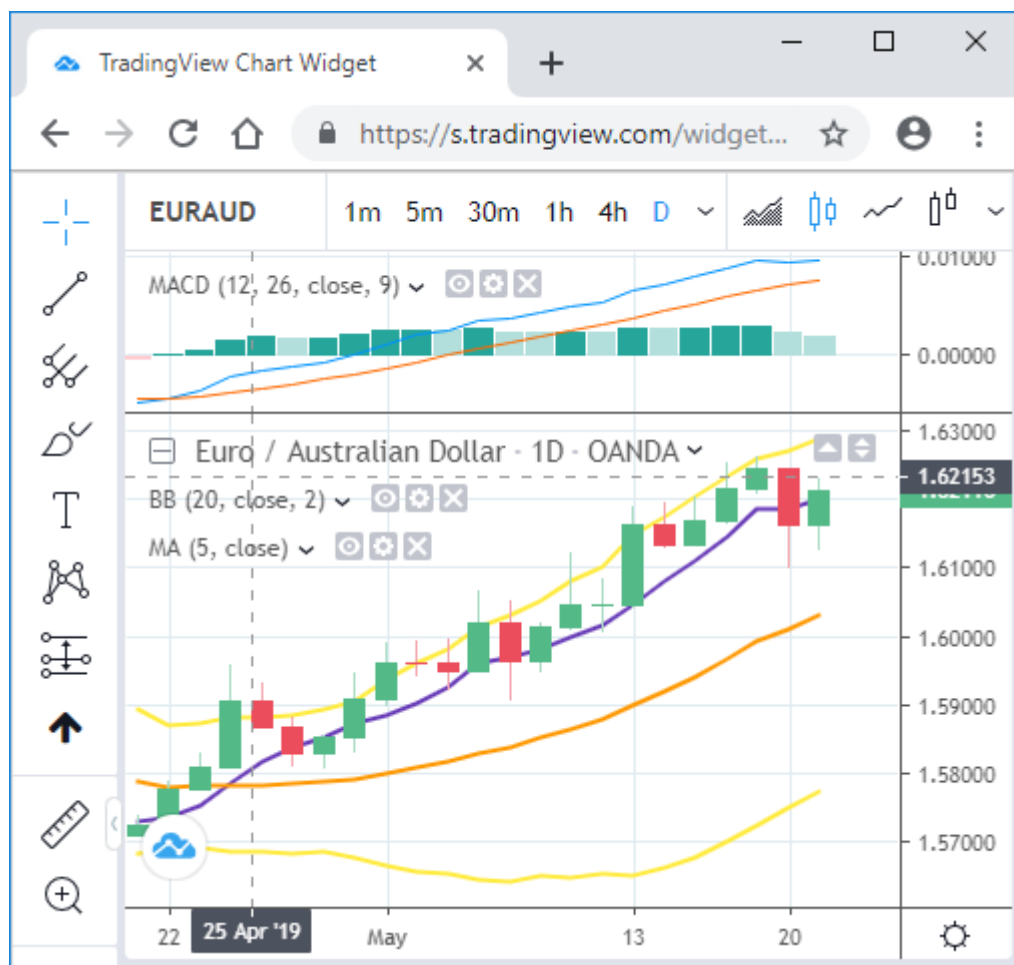 TradingView Chart Widget
https://s.tradingview.com/widget...
EURAUD 1m 5m 30m 1h 4h D
MACD (12, 26, close, 9)
0.01000
0.00000
Euro / Australian Dollar · 1D · OANDA
BB (20, close, 2)
MA (5, close)
1.63000
1.62153
1.61000
1.60000
1.59000
1.58000
1.57000
T
22 25 Apr '19 May 13 20